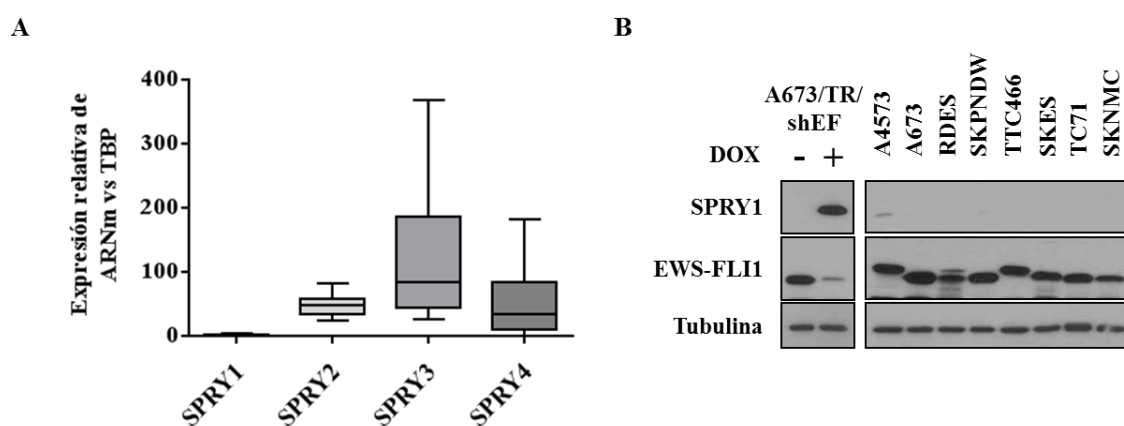 A
Expresión relativa de
ARNm vs TBP
400
300
200
100
0
SPRY1
SPRY2
SPRY3
SPRY4
B
A673/TR/
shEF
DOX
- +
A4573
A673
RDES
SKPNDW
TTC466
SKES
TC71
SKNMC
SPRY1
EWS-FLI1
Tubulina